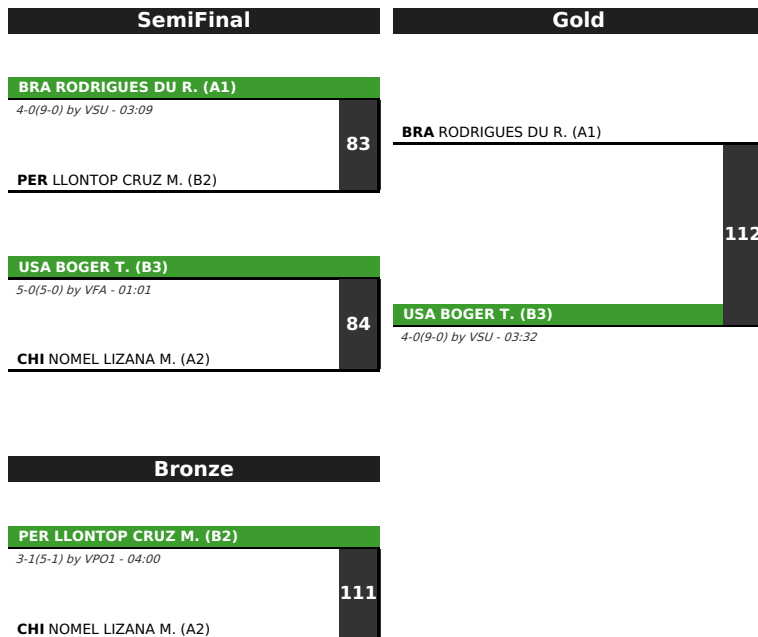 SemiFinal
BRA RODRIGUES DU R. (A1)
4-0(9-0) by VSU - 03:09
83
PER LLONTOP CRUZ M. (B2)
USA BOGER T. (B3)
5-0(5-0) by VFA - 01:01
84
CHI NOMEL LIZANA M. (A2)
Gold
BRA RODRIGUES DU R. (A1)
112
USA BOGER T. (B3)
4-0(9-0) by VSU - 03:32
Bronze
PER LLONTOP CRUZ M. (B2)
3-1(5-1) by VPO1 - 04:00
111
CHI NOMEL LIZANA M. (A2)